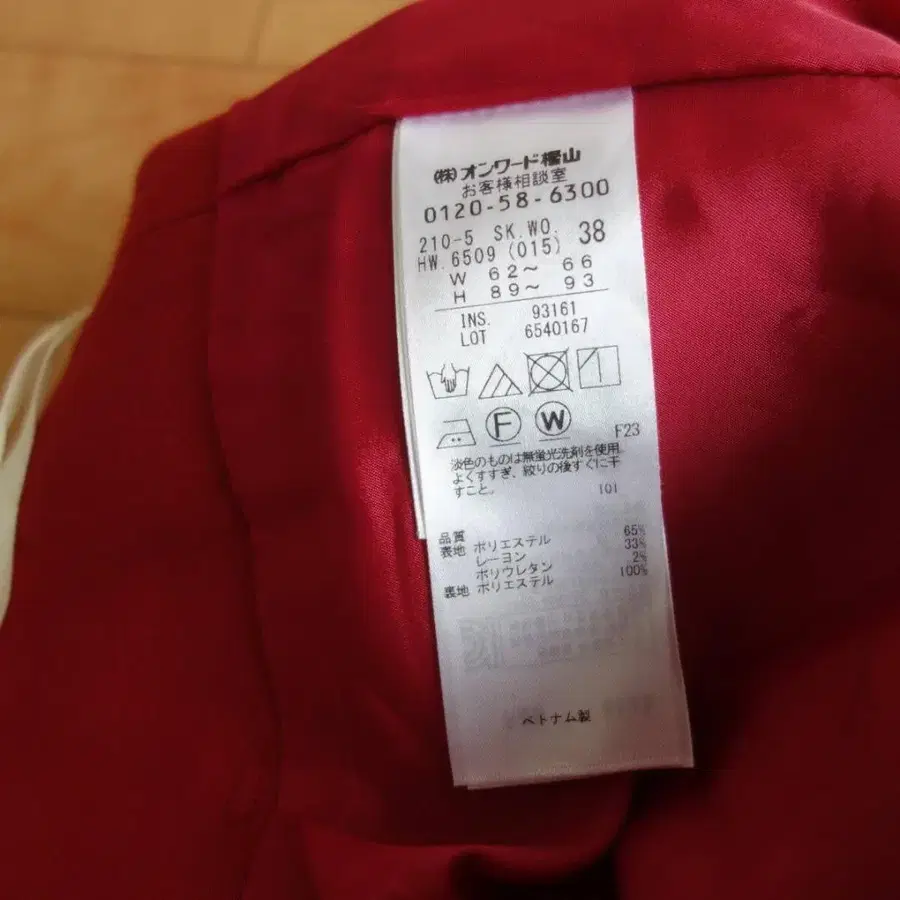 (株)オンワード樫山
お客様相談室
0120-58-6300
210-5 SK.WO. 38
HW.6509 (015)
W 62〜 66
H 89〜 93
INS. 93161
LOT 6540167
F W
F23
淡色のものは無蛍光洗剤を使用
よくすすぎ、絞りの後すぐに干
すこと。 101
品質
表地 ポリエステル 65%
レーヨン 33%
ポリウレタン 2%
裏地 ポリエステル 100%
ベトナム製